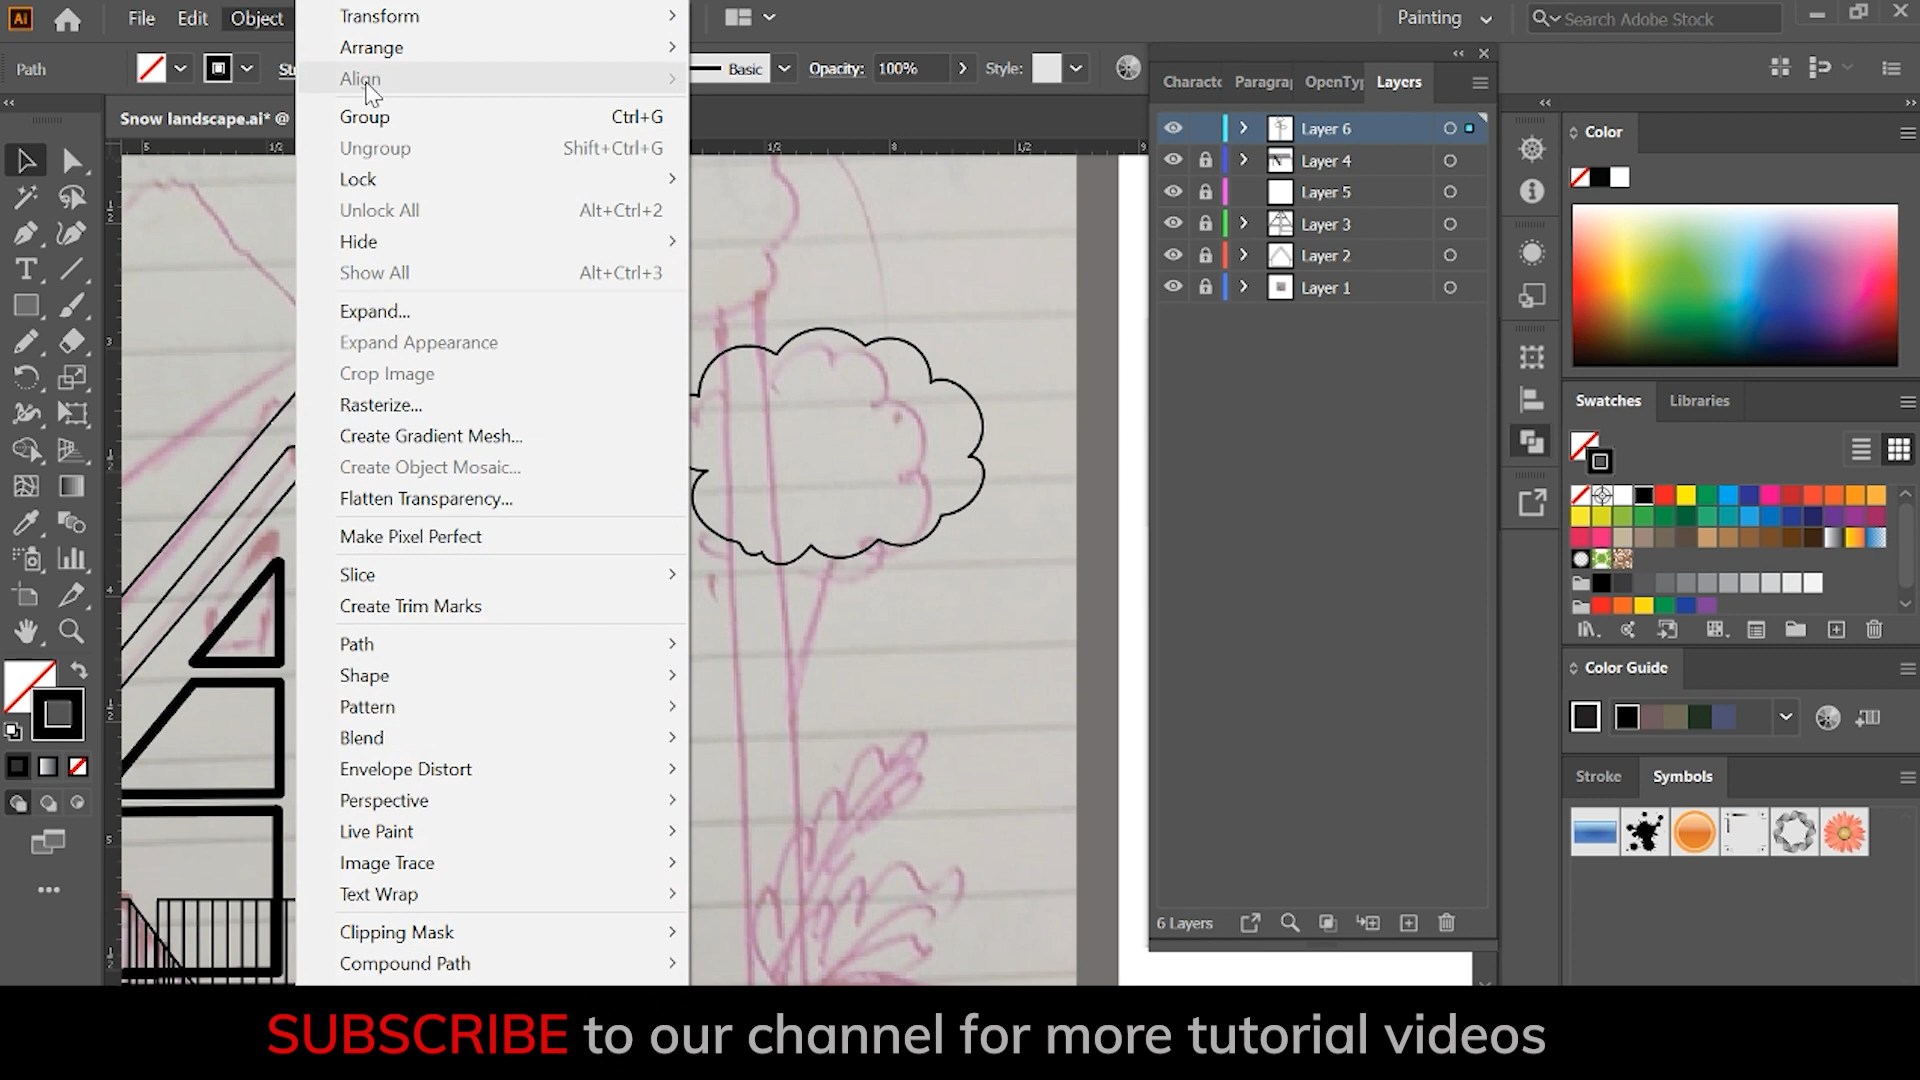 Ai File Edit Object
Painting
Search Adobe Stock
Path
Basic
Opacity: 100%
Style:
Snow landscape.ai* @
Transform
Arrange
Align
Group Ctrl+G
Ungroup Shift+Ctrl+G
Lock
Unlock All Alt+Ctrl+2
Hide
Show All Alt+Ctrl+3
Expand...
Expand Appearance
Crop Image
Rasterize...
Create Gradient Mesh...
Create Object Mosaic...
Flatten Transparency...
Make Pixel Perfect
Slice
Create Trim Marks
Path
Shape
Pattern
Blend
Envelope Distort
Perspective
Live Paint
Image Trace
Text Wrap
Clipping Mask
Compound Path
Layers
Layer 6
Layer 4
Layer 5
Layer 3
Layer 2
Layer 1
6 Layers
Color
Swatches Libraries
Color Guide
Stroke Symbols
SUBSCRIBE to our channel for more tutorial videos